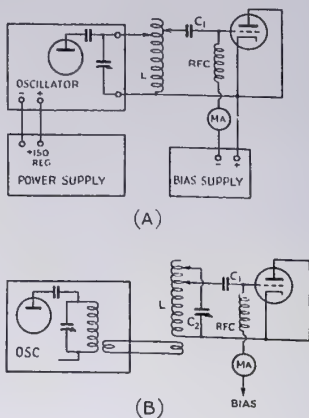 OSCILLATOR
- +
L
C1
RFC
MA
+150
REG
POWER SUPPLY
- +
BIAS SUPPLY
(A)
OSC
L
C2
C1
RFC
MA
BIAS
(B)